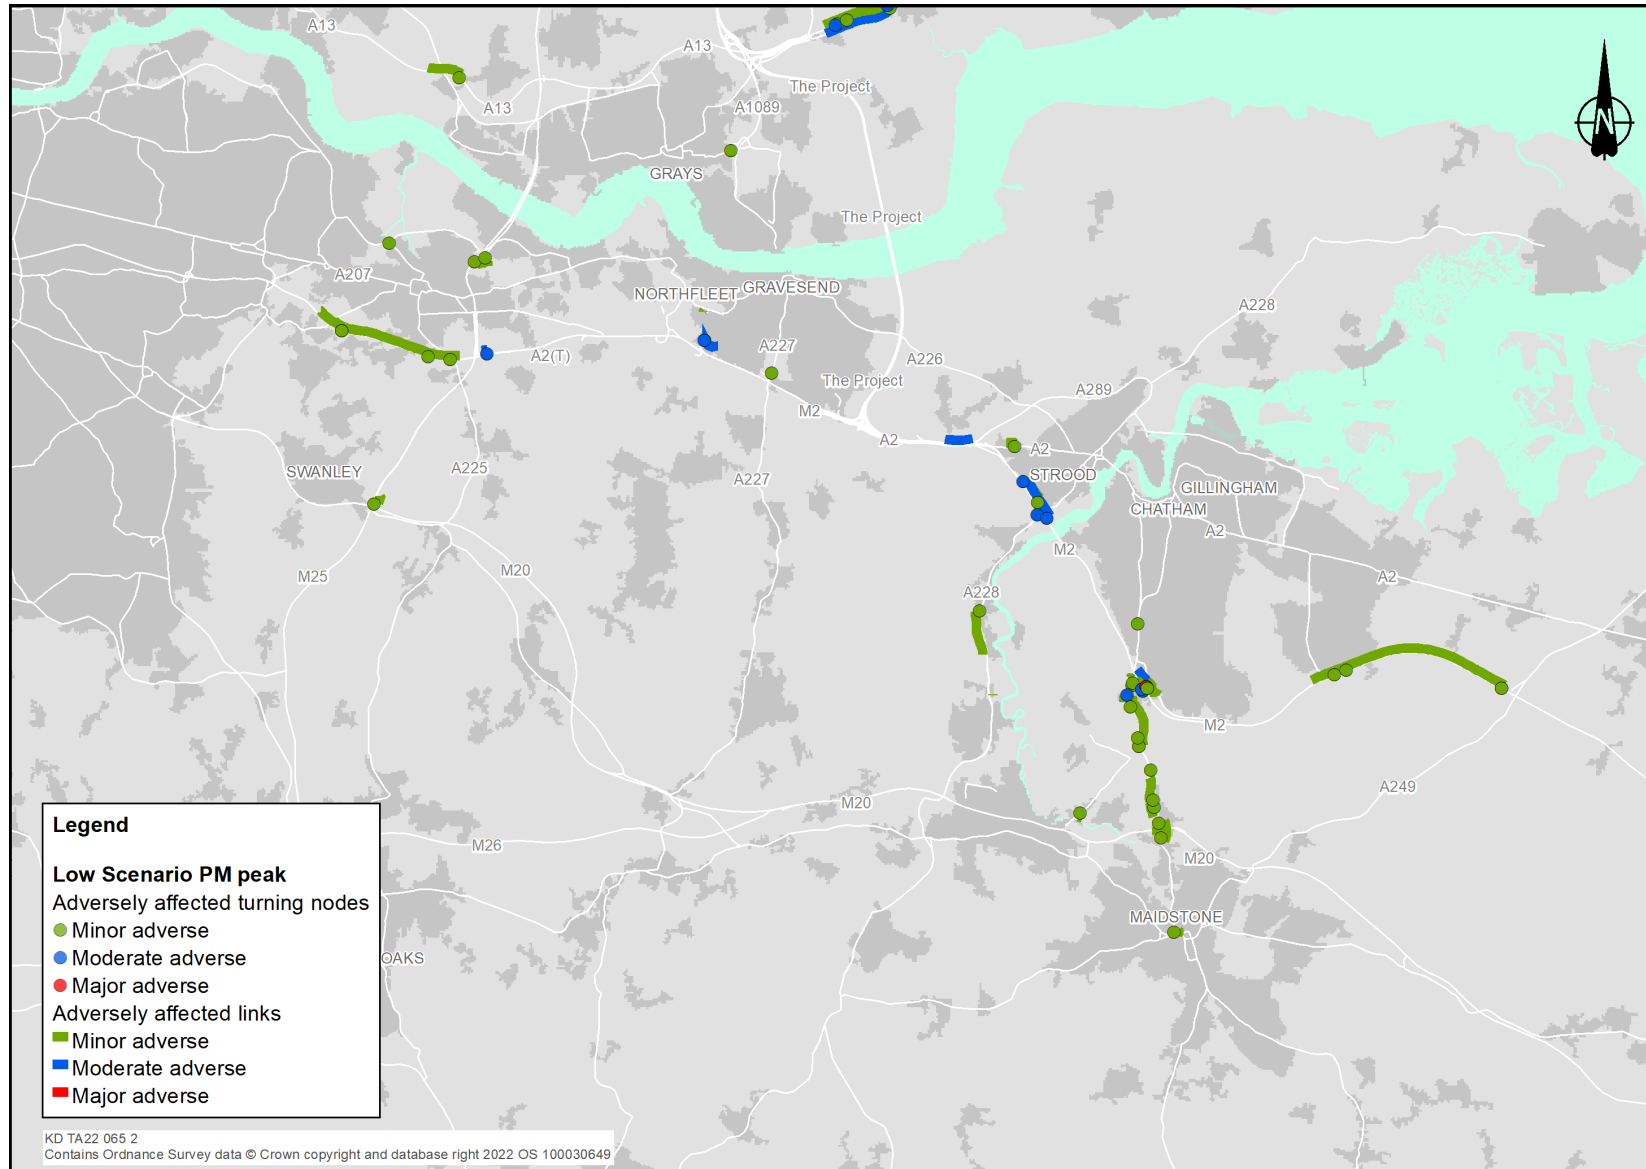 A13
A13
The Project
A13
A1089
N
GRAYS
The Project
A207
NORTHFLEET
GRAVESEND
A228
A2(T)
A227
A226
The Project
A289
M2
A2
A2
SWANLEY
A225
A227
STROOD
GILLINGHAM
CHATHAM
A2
M2
M25
M20
A2
A228
M2
A249
M20
M26
M20
MAIDSTONE
OAKS
Legend
Low Scenario PM peak
Adversely affected turning nodes
Minor adverse
Moderate adverse
Major adverse
Adversely affected links
Minor adverse
Moderate adverse
Major adverse
KD TA22 065 2
Contains Ordnance Survey data © Crown copyright and database right 2022 OS 100030649